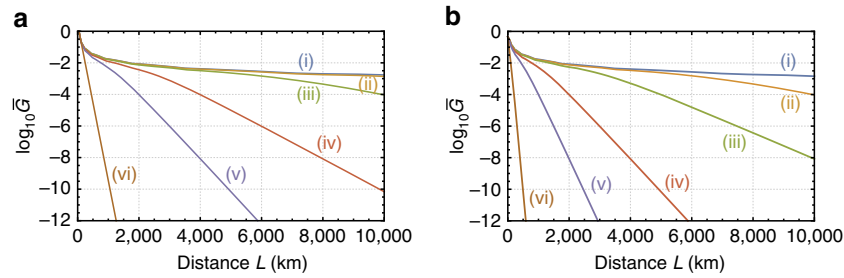 a
0
−2
−4
−6
−8
−10
−12
log₁₀ G̅
(i)
(ii)
(iii)
(iv)
(v)
(vi)
0 2,000 4,000 6,000 8,000 10,000
Distance L (km)
b
0
−2
−4
−6
−8
−10
−12
log₁₀ G̅
(i)
(ii)
(iii)
(iv)
(v)
(vi)
0 2,000 4,000 6,000 8,000 10,000
Distance L (km)